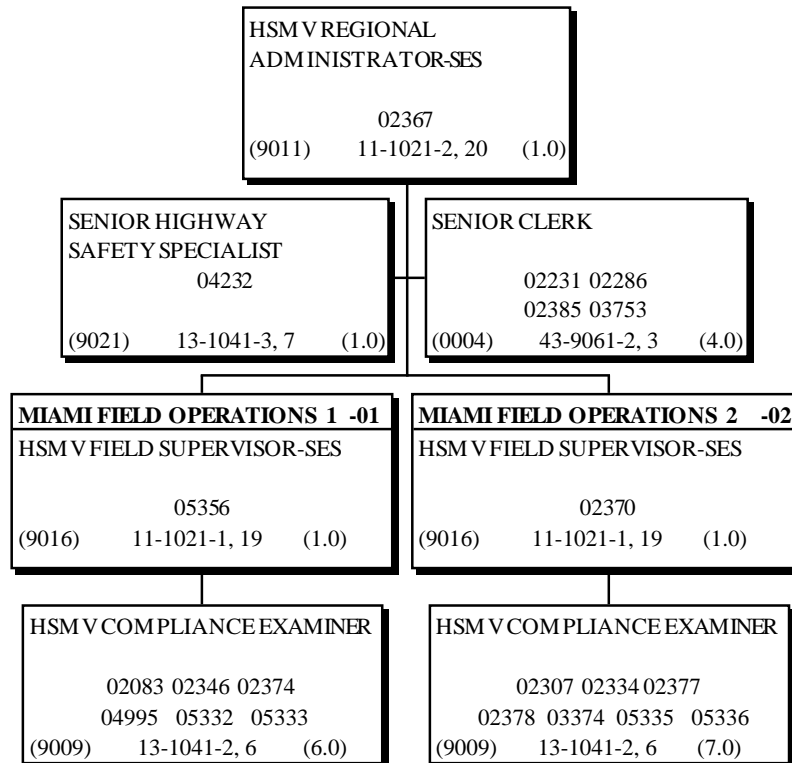 HSMV REGIONAL
ADMINISTRATOR-SES
02367
(9011) 11-1021-2, 20 (1.0)
SENIOR HIGHWAY
SAFETY SPECIALIST
04232
(9021) 13-1041-3, 7 (1.0)
SENIOR CLERK
02231 02286
02385 03753
(0004) 43-9061-2, 3 (4.0)
MIAMI FIELD OPERATIONS 1 -01
HSMV FIELD SUPERVISOR-SES
05356
(9016) 11-1021-1, 19 (1.0)
MIAMI FIELD OPERATIONS 2 -02
HSMV FIELD SUPERVISOR-SES
02370
(9016) 11-1021-1, 19 (1.0)
HSMV COMPLIANCE EXAMINER
02083 02346 02374
04995 05332 05333
(9009) 13-1041-2, 6 (6.0)
HSMV COMPLIANCE EXAMINER
02307 02334 02377
02378 03374 05335 05336
(9009) 13-1041-2, 6 (7.0)